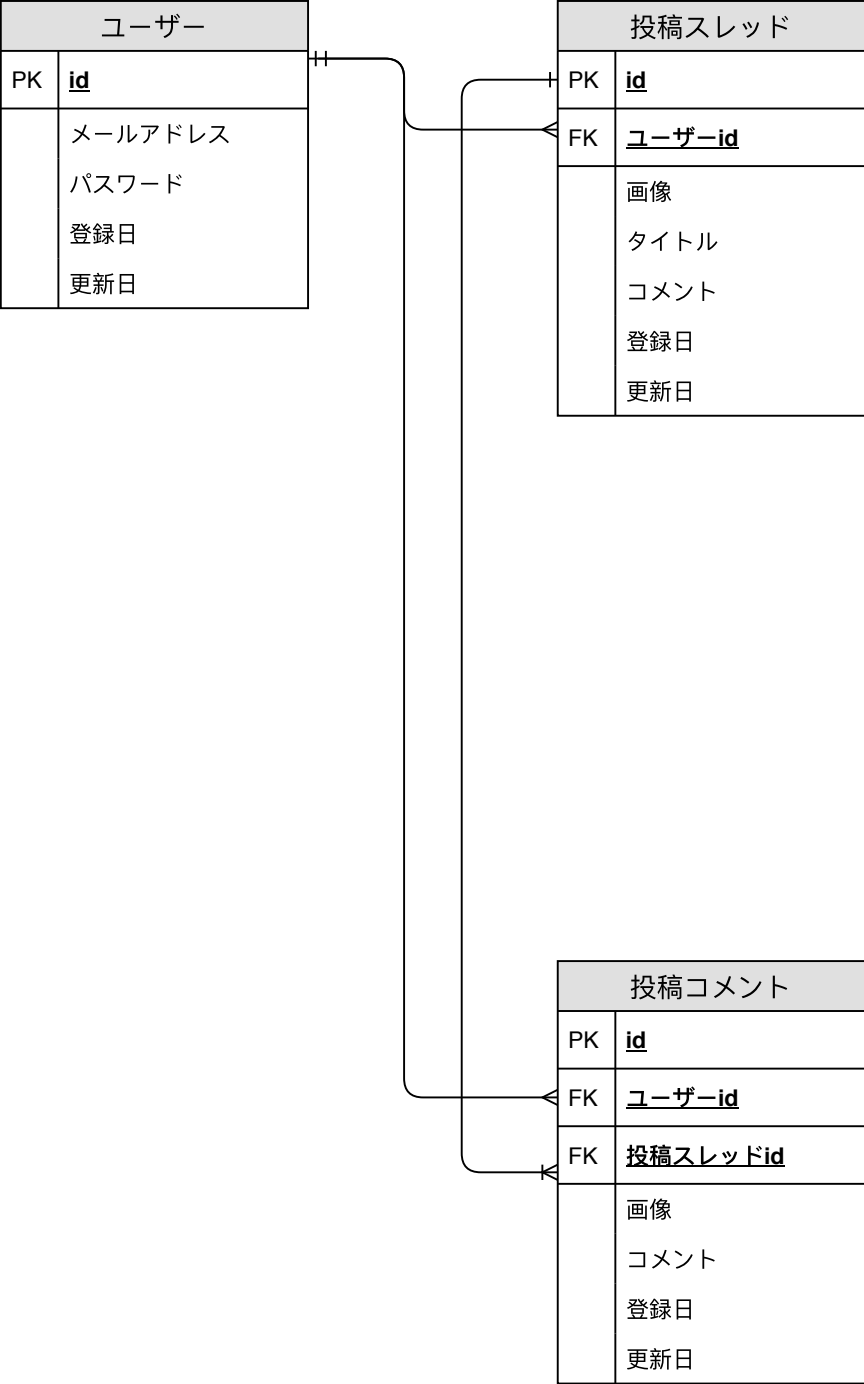 ユーザー
PK id
メールアドレス
パスワード
登録日
更新日
投稿スレッド
PK id
FK ユーザーid
画像
タイトル
コメント
登録日
更新日
投稿コメント
PK id
FK ユーザーid
FK 投稿スレッドid
画像
コメント
登録日
更新日